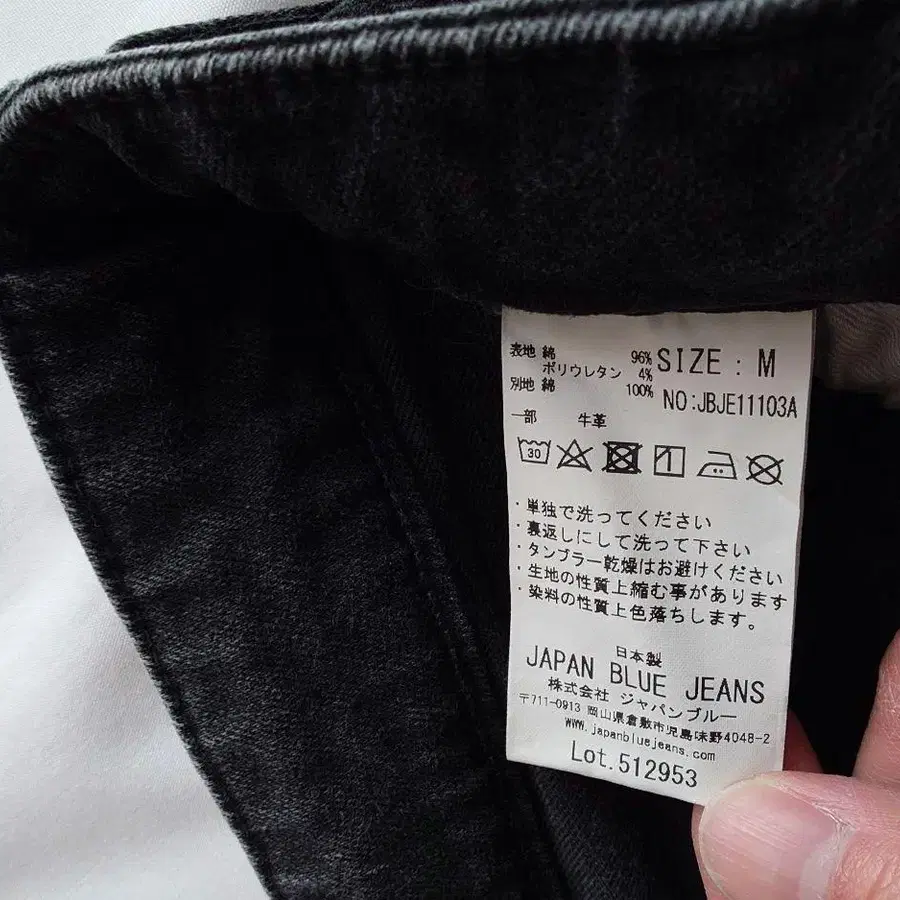 表地 綿 96%
ポリウレタン 4%
別地 綿 100%
一部 牛革
SIZE : M
NO:JBJE11103A
30
・単独で洗ってください
・裏返しにして洗って下さい
・タンブラー乾燥はお避けください
・生地の性質上縮む事があります
・染料の性質上色落ちします。
日本製
JAPAN BLUE JEANS
株式会社 ジャパンブルー
〒711-0913 岡山県倉敷市児島味野4048-2
www.japanbluejeans.com
Lot.512953